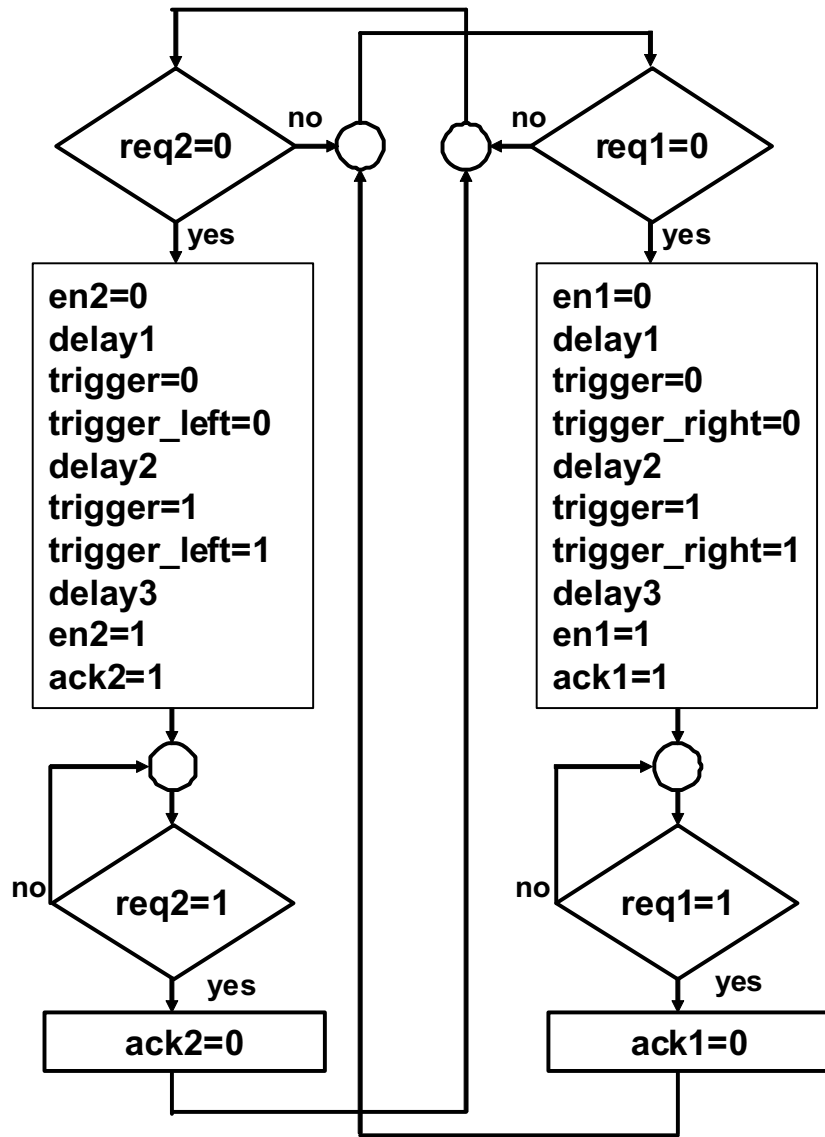 req2=0
no
yes
en2=0
delay1
trigger=0
trigger_left=0
delay2
trigger=1
trigger_left=1
delay3
en2=1
ack2=1
no
req2=1
yes
ack2=0
no
req1=0
yes
en1=0
delay1
trigger=0
trigger_right=0
delay2
trigger=1
trigger_right=1
delay3
en1=1
ack1=1
no
req1=1
yes
ack1=0